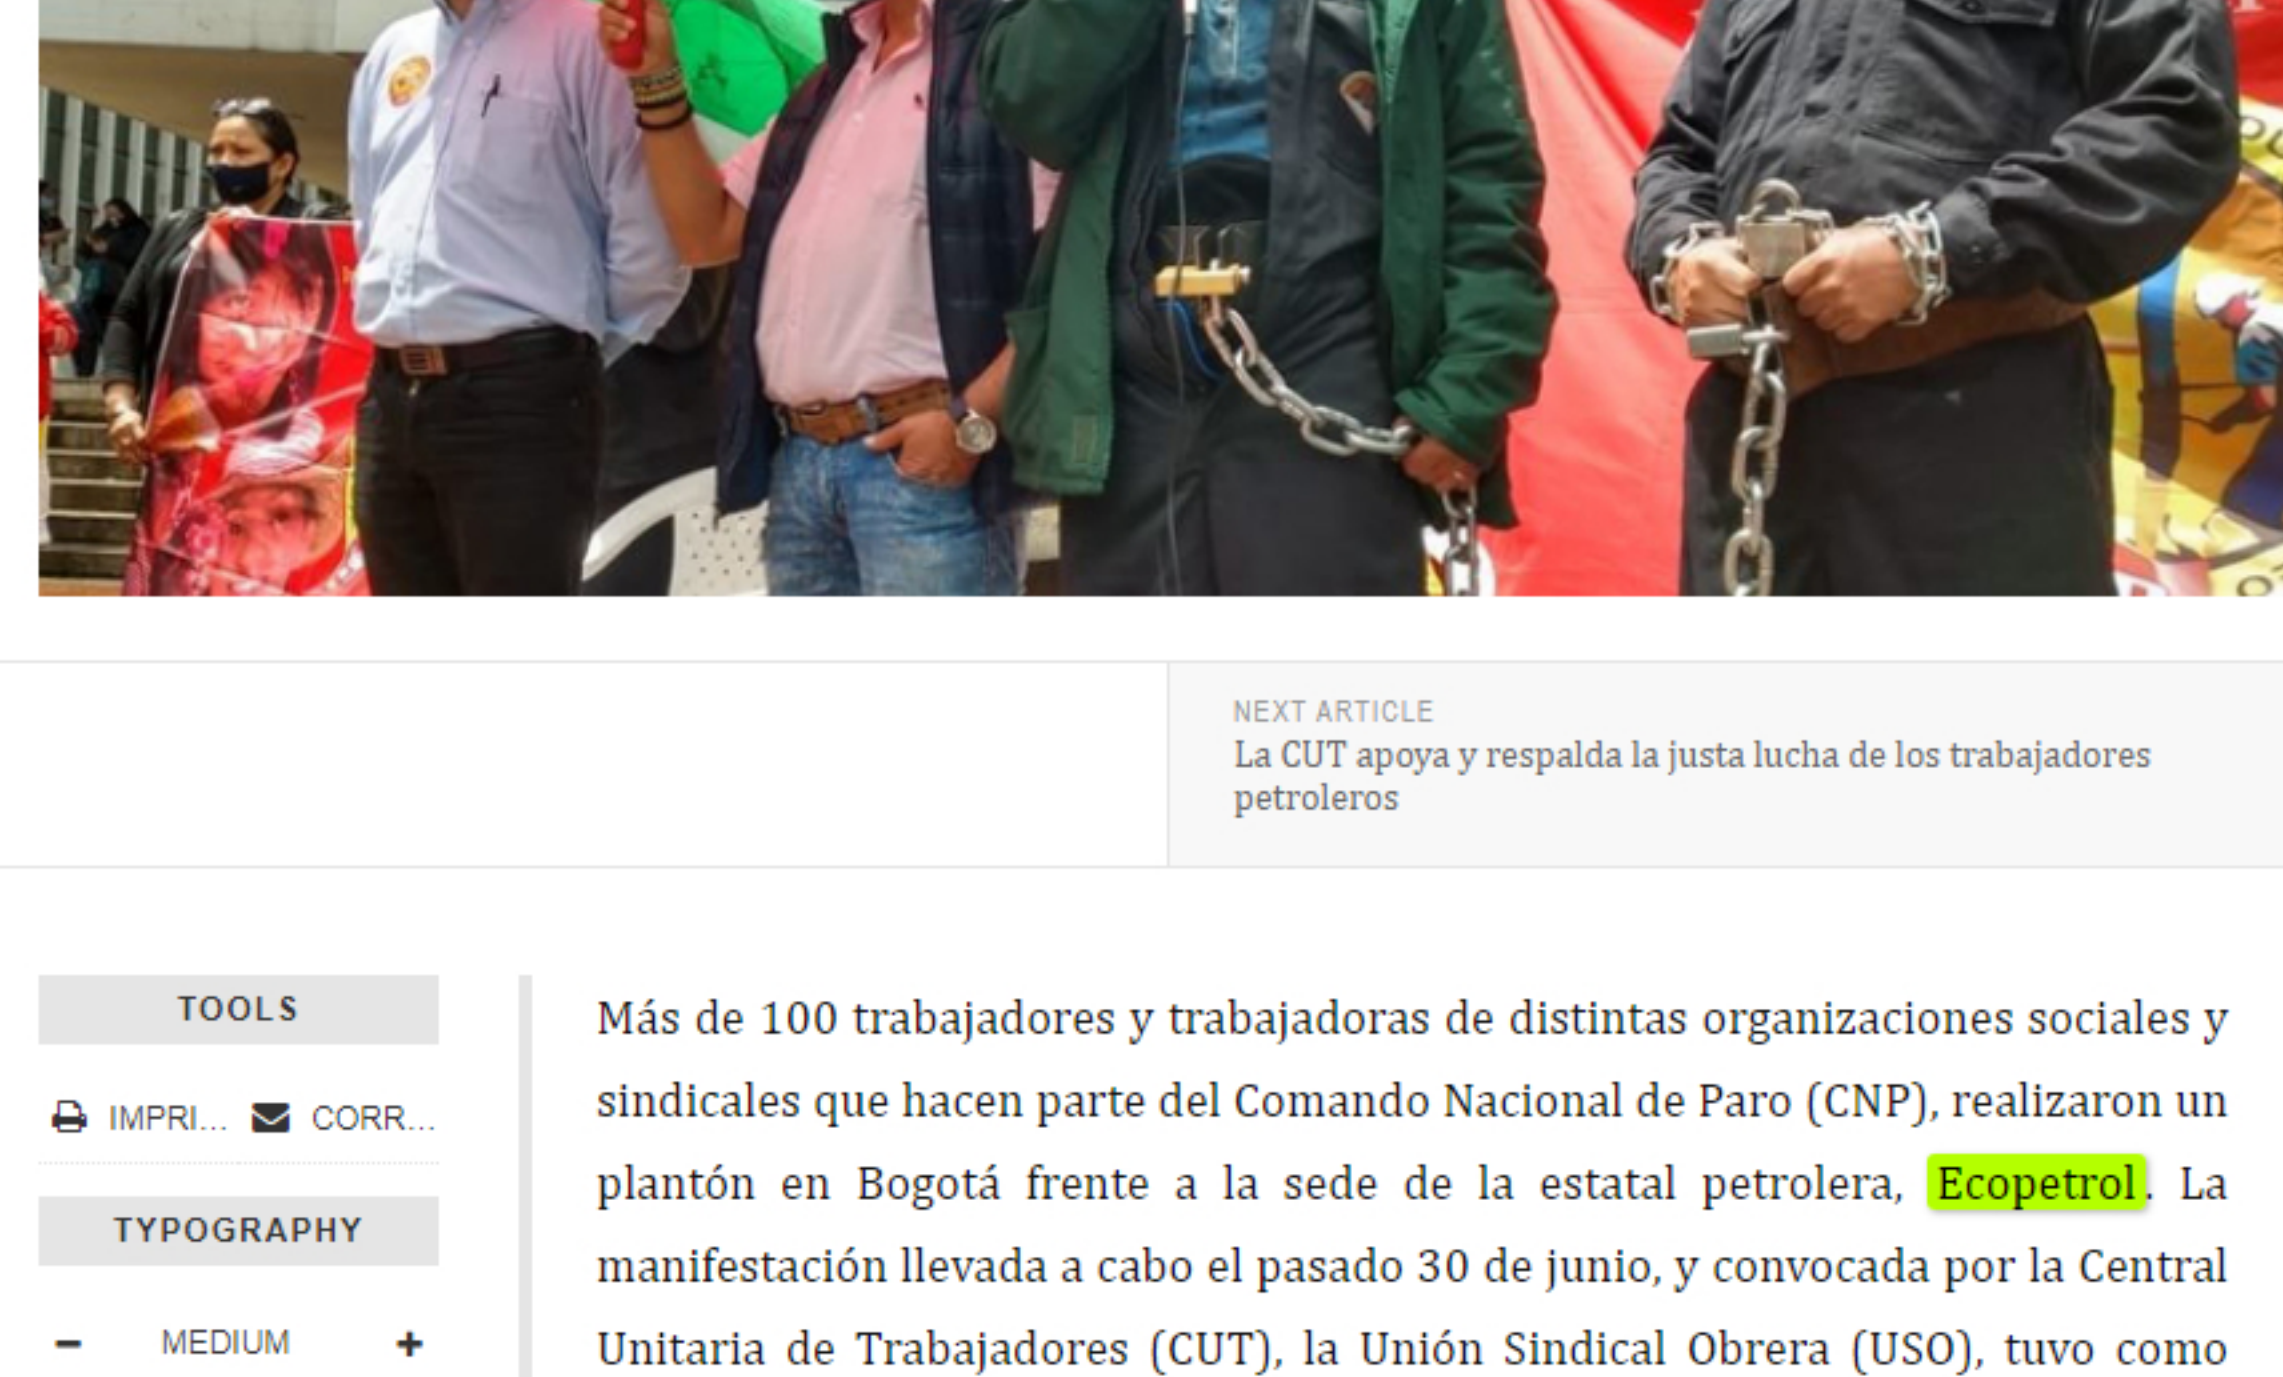 NEXT ARTICLE
La CUT apoya y respalda la justa lucha de los trabajadores
petroleros
TOOLS
IMPRI... CORR...
TYPOGRAPHY
- MEDIUM +
Más de 100 trabajadores y trabajadoras de distintas organizaciones sociales y
sindicales que hacen parte del Comando Nacional de Paro (CNP), realizaron un
plantón en Bogotá frente a la sede de la estatal petrolera, Ecopetrol. La
manifestación llevada a cabo el pasado 30 de junio, y convocada por la Central
Unitaria de Trabajadores (CUT), la Unión Sindical Obrera (USO), tuvo como